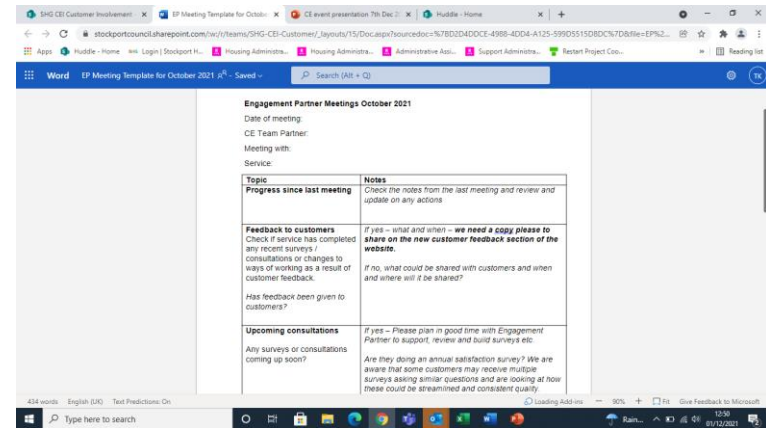 SHG CEI Customer Involvement
EP Meeting Template for Octobe
CE event presentation 7th Dec 2
Huddle - Home
stockportcouncil.sharepoint.com/:w:/r/teams/SHG-CEI-Customer/_layouts/15/Doc.aspx?sourcedoc=%7BD2D4DDCE-4988-4DD4-A125-599D5515D8DC%7D&file=EP%2...
Apps Huddle - Home Login | Stockport H... Housing Administra... Housing Administra... Administrative Assi... Support Administra... Restart Project Coo... » Reading list
Word EP Meeting Template for October 2021 - Saved Search (Alt + Q) TK
Engagement Partner Meetings October 2021
Date of meeting:
CE Team Partner:
Meeting with:
Service:
Topic Notes
Progress since last meeting Check the notes from the last meeting and review and
update on any actions
Feedback to customers If yes – what and when – we need a copy please to
Check if service has completed share on the new customer feedback section of the
any recent surveys / website.
consultations or changes to
ways of working as a result of If no, what could be shared with customers and when
customer feedback. and where will it be shared?
Has feedback been given to
customers?
Upcoming consultations If yes – Please plan in good time with Engagement
Partner to support, review and build surveys etc
Any surveys or consultations
coming up soon? Are they doing an annual satisfaction survey? We are
aware that some customers may receive multiple
surveys asking similar questions and are looking at how
these could be streamlined and consistent quality
434 words English (UK) Text Predictions: On Loading Add-ins 90% Fit Give Feedback to Microsoft
Type here to search Rain... 12:50
01/12/2021